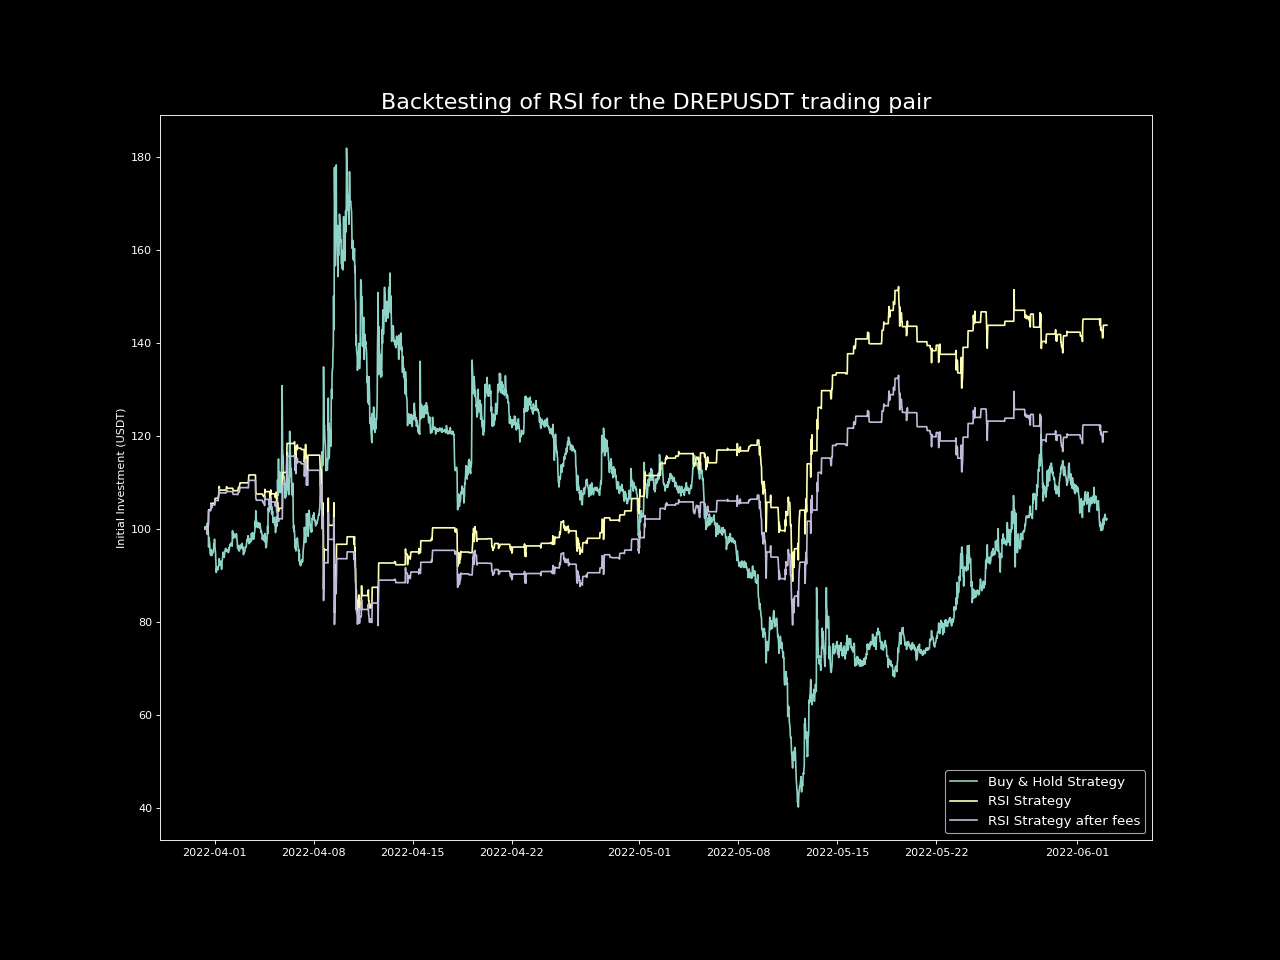 Backtesting of RSI for the DREPUSDT trading pair
Initial Investment (USDT)
180
160
140
120
100
80
60
40
2022-04-01 2022-04-08 2022-04-15 2022-04-22 2022-05-01 2022-05-08 2022-05-15 2022-05-22 2022-06-01
Buy & Hold Strategy
RSI Strategy
RSI Strategy after fees